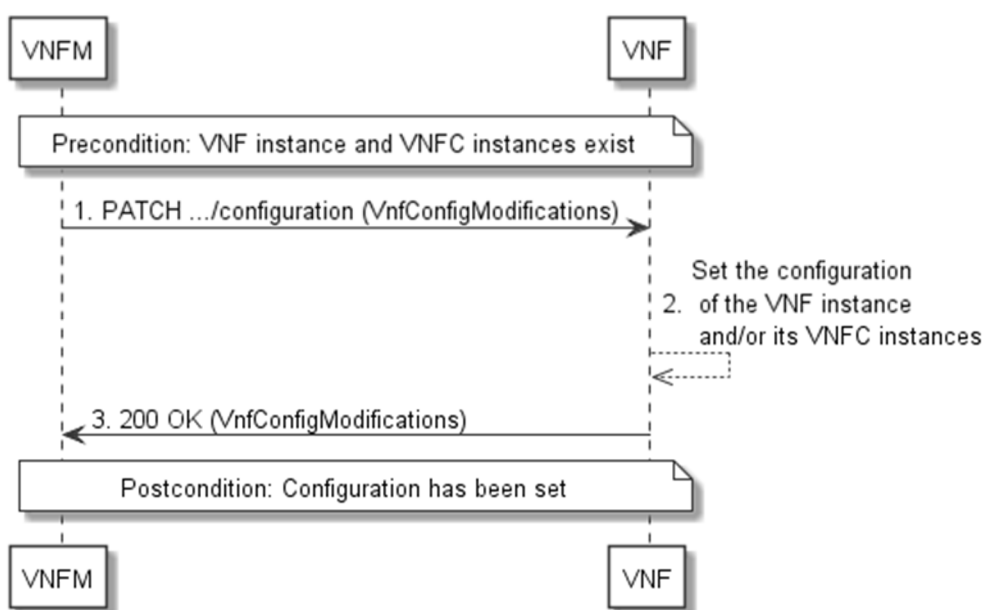 VNFM
VNF
Precondition: VNF instance and VNFC instances exist
1. PATCH .../configuration (VnfConfigModifications)
Set the configuration
2. of the VNF instance
and/or its VNFC instances
3. 200 OK (VnfConfigModifications)
Postcondition: Configuration has been set
VNFM
VNF